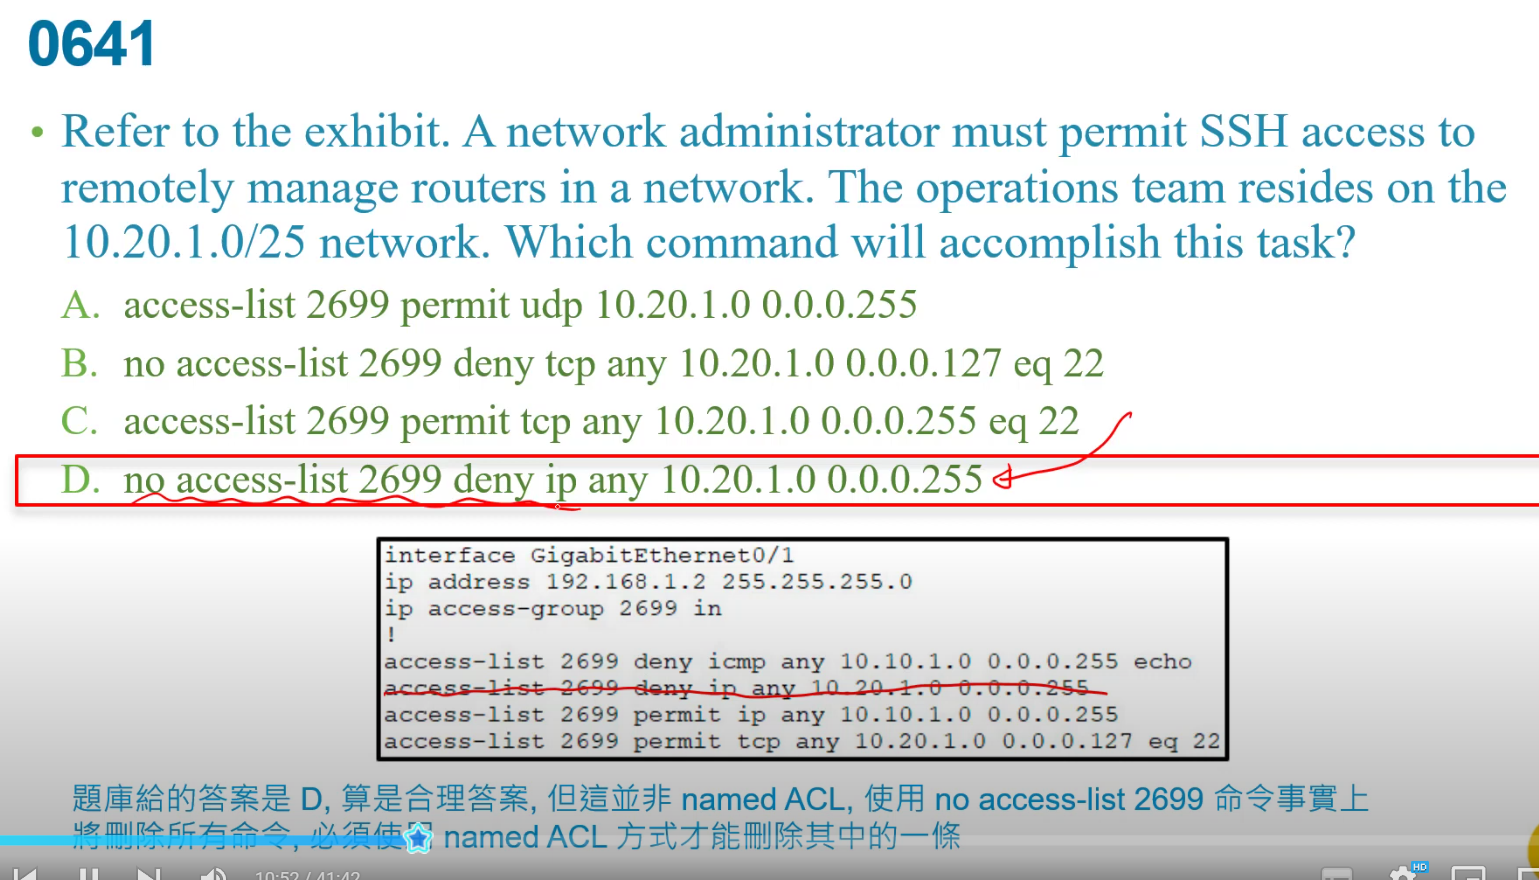 0641
• Refer to the exhibit. A network administrator must permit SSH access to
remotely manage routers in a network. The operations team resides on the
10.20.1.0/25 network. Which command will accomplish this task?
A. access-list 2699 permit udp 10.20.1.0 0.0.0.255
B. no access-list 2699 deny tcp any 10.20.1.0 0.0.0.127 eq 22
C. access-list 2699 permit tcp any 10.20.1.0 0.0.0.255 eq 22
D. no access-list 2699 deny ip any 10.20.1.0 0.0.0.255
interface GigabitEthernet0/1
ip address 192.168.1.2 255.255.255.0
ip access-group 2699 in
!
access-list 2699 deny icmp any 10.10.1.0 0.0.0.255 echo
access-list 2699 deny ip any 10.20.1.0 0.0.0.255
access-list 2699 permit ip any 10.10.1.0 0.0.0.255
access-list 2699 permit tcp any 10.20.1.0 0.0.0.127 eq 22
題庫給的答案是 D, 算是合理答案, 但這並非 named ACL, 使用 no access-list 2699 命令事實上
將刪除所有命令, 必須使用 named ACL 方式才能刪除其中的一條
10:52 / 41:42
HD